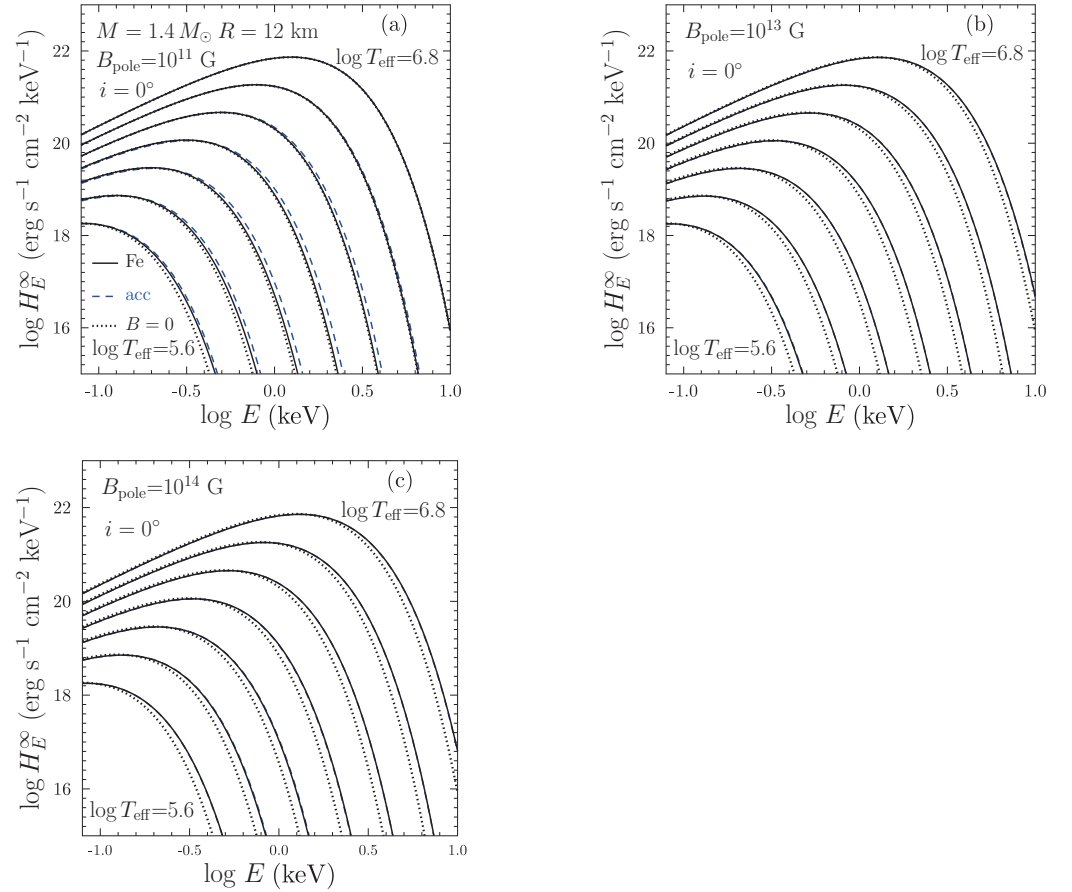 (a)
M = 1.4 M⊙ R = 12 km
B_pole=10^11 G
log T_eff=6.8
i = 0°
Fe
acc
B = 0
log T_eff=5.6
22
20
18
16
-1.0 -0.5 0.0 0.5 1.0
log E (keV)
log H_E^∞ (erg s^−1 cm^−2 keV^−1)
(b)
B_pole=10^13 G
log T_eff=6.8
i = 0°
log T_eff=5.6
22
20
18
16
-1.0 -0.5 0.0 0.5 1.0
log E (keV)
log H_E^∞ (erg s^−1 cm^−2 keV^−1)
(c)
B_pole=10^14 G
log T_eff=6.8
i = 0°
log T_eff=5.6
22
20
18
16
-1.0 -0.5 0.0 0.5 1.0
log E (keV)
log H_E^∞ (erg s^−1 cm^−2 keV^−1)